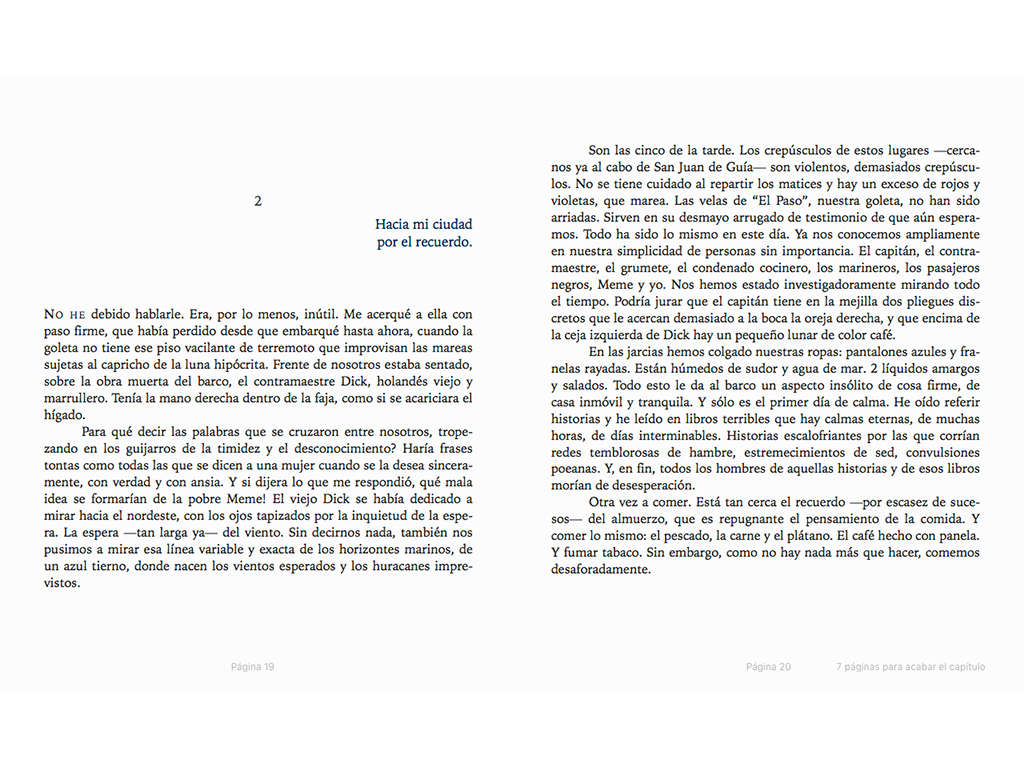 2
Hacia mi ciudad
por el recuerdo.
No he debido hablarle. Era, por lo menos, inútil. Me acerqué a ella con
paso firme, que había perdido desde que embarqué hasta ahora, cuando la
goleta no tiene ese piso vacilante de terremoto que improvisan las mareas
sujetas al capricho de la luna hipócrita. Frente de nosotros estaba sentado,
sobre la obra muerta del barco, el contramaestre Dick, holandés viejo y
marrullero. Tenía la mano derecha dentro de la faja, como si se acariciara el
hígado.
Para qué decir las palabras que se cruzaron entre nosotros, trope-
zando en los guijarros de la timidez y el desconocimiento? Haría frases
tontas como todas las que se dicen a una mujer cuando se la desea sincera-
mente, con verdad y con ansia. Y si dijera lo que me respondió, qué mala
idea se formarían de la pobre Meme! El viejo Dick se había dedicado a
mirar hacia el nordeste, con los ojos tapizados por la inquietud de la espe-
ra. La espera —tan larga ya— del viento. Sin decirnos nada, también nos
pusimos a mirar esa línea variable y exacta de los horizontes marinos, de
un azul tierno, donde nacen los vientos esperados y los huracanes impre-
vistos.
Página 19
Son las cinco de la tarde. Los crepúsculos de estos lugares —cerca-
nos ya al cabo de San Juan de Guía— son violentos, demasiados crepúscu-
los. No se tiene cuidado al repartir los matices y hay un exceso de rojos y
violetas, que marea. Las velas de “El Paso”, nuestra goleta, no han sido
arriadas. Sirven en su desmayo arrugado de testimonio de que aún espera-
mos. Todo ha sido lo mismo en este día. Ya nos conocemos ampliamente
en nuestra simplicidad de personas sin importancia. El capitán, el contra-
maestre, el grumete, el condenado cocinero, los marineros, los pasajeros
negros, Meme y yo. Nos hemos estado investigadoramente mirando todo
el tiempo. Podría jurar que el capitán tiene en la mejilla dos pliegues dis-
cretos que le acercan demasiado a la boca la oreja derecha, y que encima de
la ceja izquierda de Dick hay un pequeño lunar de color café.
En las jarcias hemos colgado nuestras ropas: pantalones azules y fra-
nelas rayadas. Están húmedos de sudor y agua de mar. 2 líquidos amargos
y salados. Todo esto le da al barco un aspecto insólito de cosa firme, de
casa inmóvil y tranquila. Y sólo es el primer día de calma. He oído referir
historias y he leído en libros terribles que hay calmas eternas, de muchas
horas, de días interminables. Historias escalofriantes por las que corrían
redes temblorosas de hambre, estremecimientos de sed, convulsiones
poeanas. Y, en fin, todos los hombres de aquellas historias y de esos libros
morían de desesperación.
Otra vez a comer. Está tan cerca el recuerdo —por escasez de suce-
sos— del almuerzo, que es repugnante el pensamiento de la comida. Y
comer lo mismo: el pescado, la carne y el plátano. El café hecho con panela.
Y fumar tabaco. Sin embargo, como no hay nada más que hacer, comemos
desaforadamente.
Página 20
7 páginas para acabar el capítulo